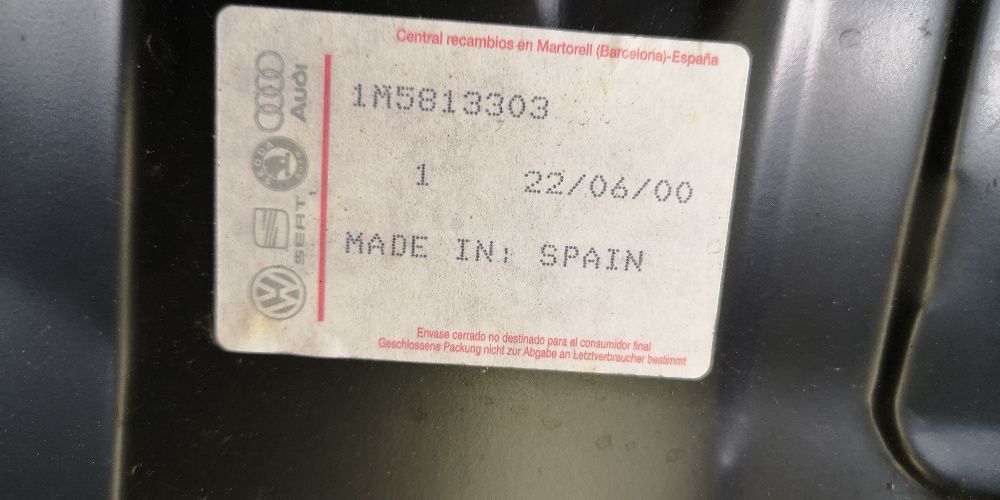 Central recambios en Martorell (Barcelona)-España
1M5813303
1 22/06/00
MADE IN: SPAIN
Envase cerrado no destinado para el consumidor final
Geschlossene Packung nicht zur Abgabe an Letztverbraucher bestimmt
Audi
SKODA
SEAT